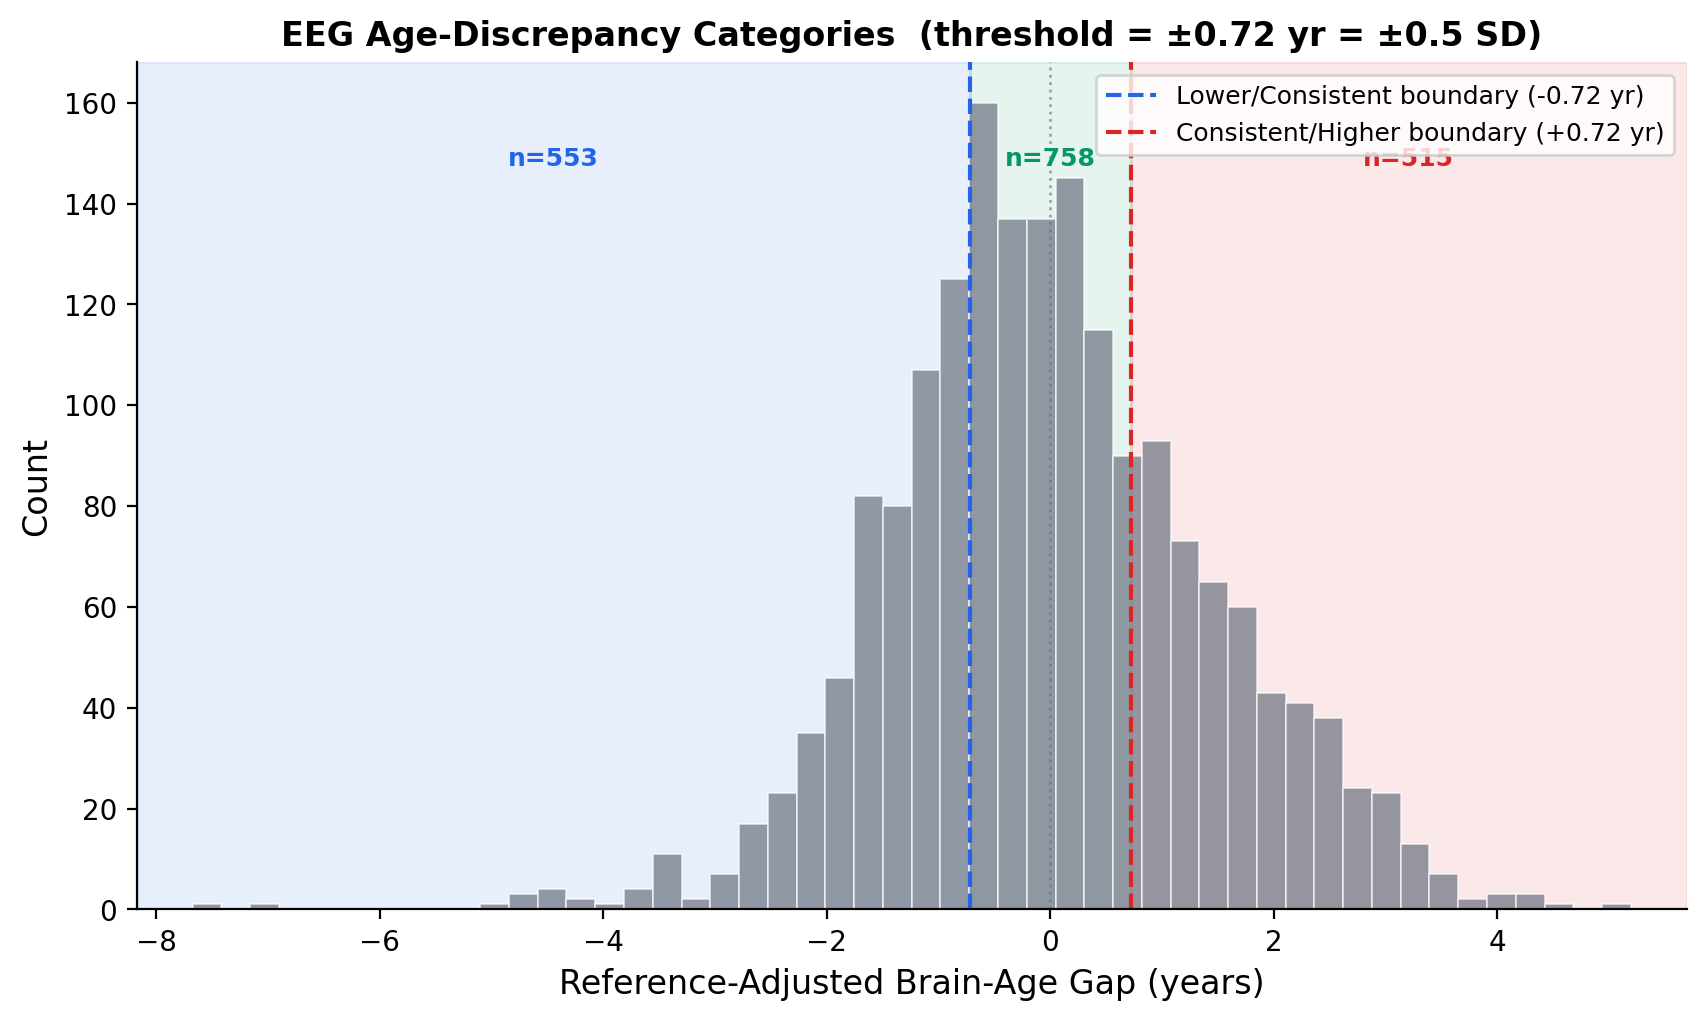 EEG Age-Discrepancy Categories (threshold = ±0.72 yr = ±0.5 SD)
Lower/Consistent boundary (-0.72 yr)
Consistent/Higher boundary (+0.72 yr)
n=553
n=758
n=515
160
140
120
100
80
60
40
20
0
Count
−8
−6
−4
−2
0
2
4
Reference-Adjusted Brain-Age Gap (years)